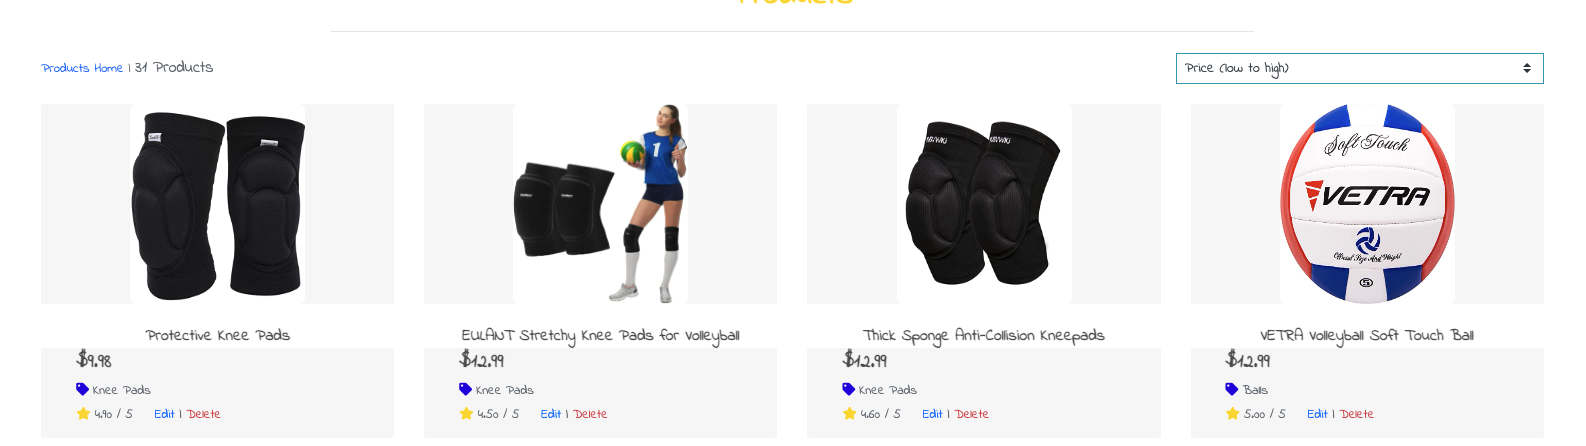 Products
Products Home | 31 Products
Price (low to high)
1
Soft Touch
VETRA
Official Size And Weight
5
Protective Knee Pads
EULANT Stretchy Knee Pads for Volleyball
Thick Sponge Anti-Collision Kneepads
VETRA Volleyball Soft Touch Ball
$9.98
$12.99
$12.99
$12.99
Knee Pads
Knee Pads
Knee Pads
Balls
4.90 / 5 Edit | Delete
4.50 / 5 Edit | Delete
4.60 / 5 Edit | Delete
5.00 / 5 Edit | Delete